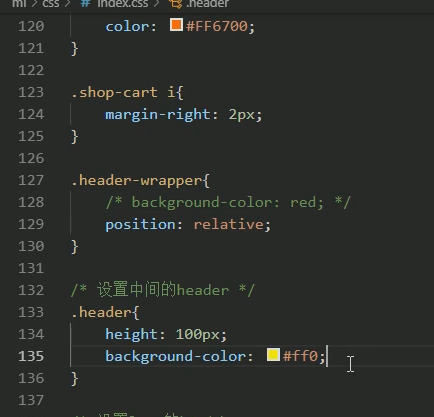 mi > css > # index.css > .header
120 color: #FF6700;
121 }
122
123 .shop-cart i{
124 margin-right: 2px;
125 }
126
127 .header-wrapper{
128 /* background-color: red; */
129 position: relative;
130 }
131
132 /* 设置中间的header */
133 .header{
134 height: 100px;
135 background-color: #ff0;
136 }
137